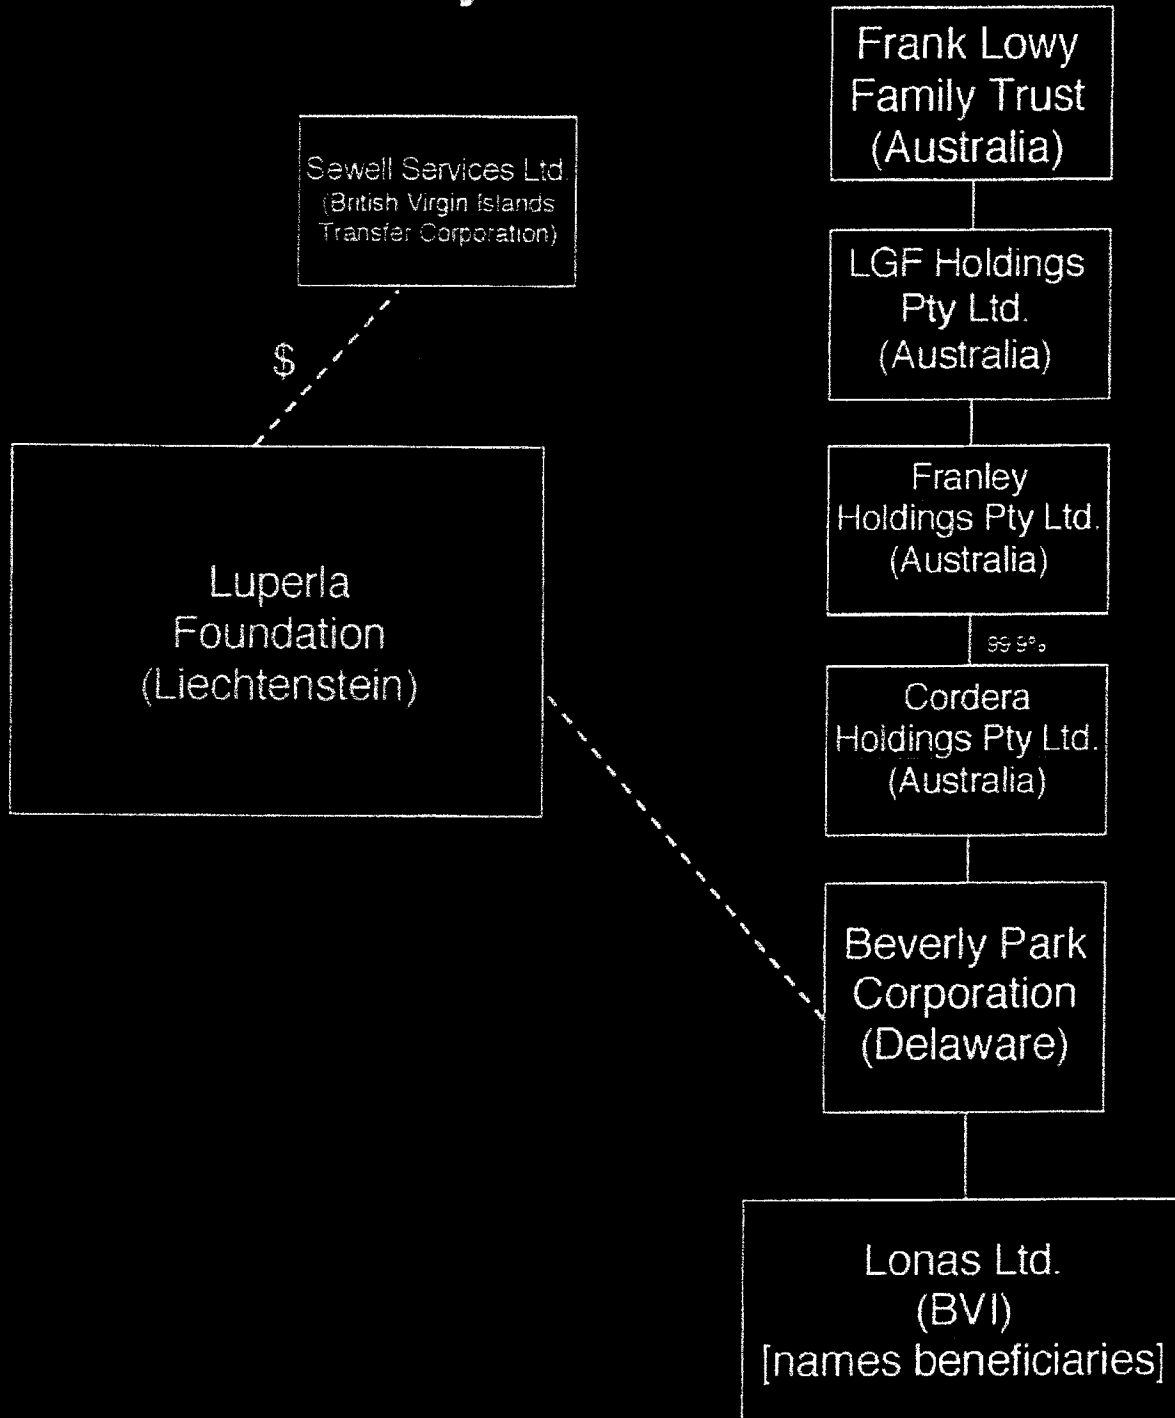 Frank Lowy
Family Trust
(Australia)
Sewell Services Ltd.
(British Virgin Islands
Transfer Corporation)
LGF Holdings
Pty Ltd.
(Australia)
$
Franley
Holdings Pty Ltd.
(Australia)
Luperla
Foundation
(Liechtenstein)
99.9%
Cordera
Holdings Pty Ltd.
(Australia)
Beverly Park
Corporation
(Delaware)
Lonas Ltd.
(BVI)
[names beneficiaries]